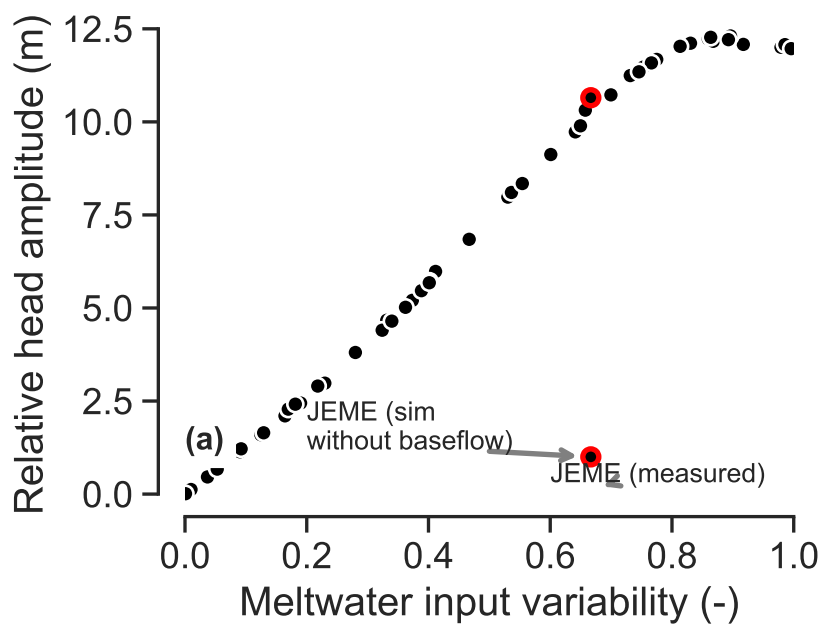 Relative head amplitude (m)
12.5
10.0
7.5
5.0
2.5
0.0
(a)
JEME (sim
without baseflow)
JEME (measured)
0.0 0.2 0.4 0.6 0.8 1.0
Meltwater input variability (-)